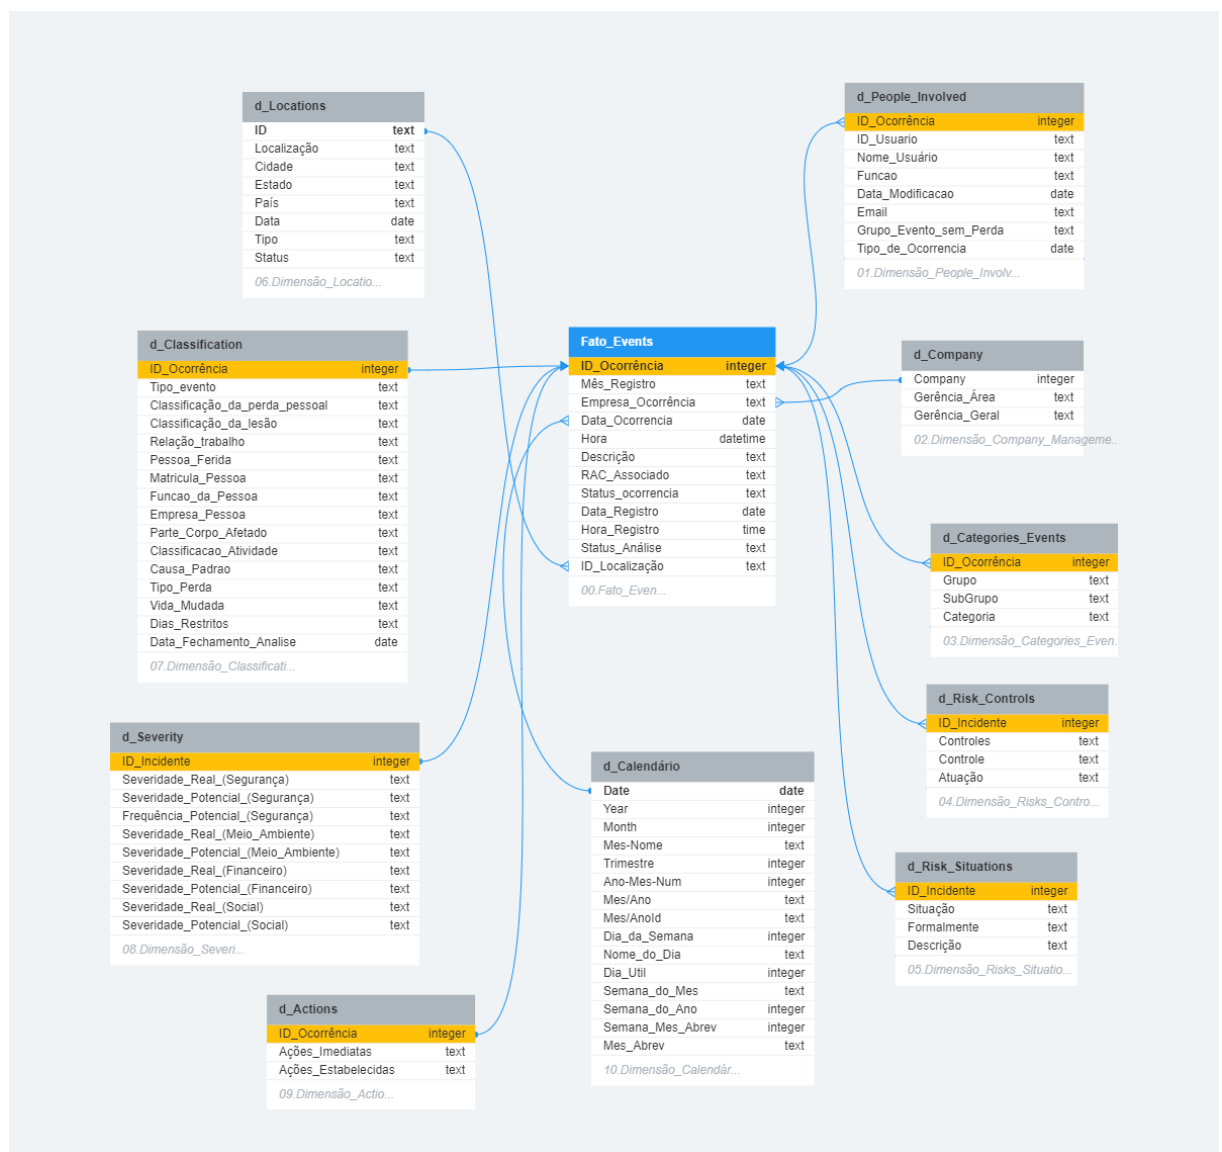 d_Locations
ID text
Localização text
Cidade text
Estado text
País text
Data date
Tipo text
Status text
06.Dimensão_Locatio...
d_People_Involved
ID_Ocorrência integer
ID_Usuario text
Nome_Usuário text
Funcao text
Data_Modificacao date
Email text
Grupo_Evento_sem_Perda text
Tipo_de_Ocorrencia date
01.Dimensão_People_Involv...
d_Classification
ID_Ocorrência integer
Tipo_evento text
Classificação_da_perda_pessoal text
Classificação_da_lesão text
Relação_trabalho text
Pessoa_Ferida text
Matricula_Pessoa text
Funcao_da_Pessoa text
Empresa_Pessoa text
Parte_Corpo_Afetado text
Classificacao_Atividade text
Causa_Padrao text
Tipo_Perda text
Vida_Mudada text
Dias_Restritos text
Data_Fechamento_Analise date
07.Dimensão_Classificati...
Fato_Events
ID_Ocorrência integer
Mês_Registro text
Empresa_Ocorrência text
Data_Ocorrencia date
Hora datetime
Descrição text
RAC_Associado text
Status_ocorrencia text
Data_Registro date
Hora_Registro time
Status_Análise text
ID_Localização text
00.Fato_Even...
d_Company
Company integer
Gerência_Área text
Gerência_Geral text
02.Dimensão_Company_Manageme..
d_Categories_Events
ID_Ocorrência integer
Grupo text
SubGrupo text
Categoria text
03.Dimensão_Categories_Even.
d_Risk_Controls
ID_Incidente integer
Controles text
Controle text
Atuação text
04.Dimensão_Risks_Contro...
d_Severity
ID_Incidente integer
Severidade_Real_(Segurança) text
Severidade_Potencial_(Segurança) text
Frequência_Potencial_(Segurança) text
Severidade_Real_(Meio_Ambiente) text
Severidade_Potencial_(Meio_Ambiente) text
Severidade_Real_(Financeiro) text
Severidade_Potencial_(Financeiro) text
Severidade_Real_(Social) text
Severidade_Potencial_(Social) text
08.Dimensão_Severi...
d_Calendário
Date date
Year integer
Month integer
Mes-Nome text
Trimestre integer
Ano-Mes-Num integer
Mes/Ano text
Mes/AnoId text
Dia_da_Semana integer
Nome_do_Dia text
Dia_Util integer
Semana_do_Mes text
Semana_do_Ano integer
Semana_Mes_Abrev integer
Mes_Abrev text
10.Dimensão_Calendár...
d_Risk_Situations
ID_Incidente integer
Situação text
Formalmente text
Descrição text
05.Dimensão_Risks_Situatio...
d_Actions
ID_Ocorrência integer
Ações_Imediatas text
Ações_Estabelecidas text
09.Dimensão_Actio...